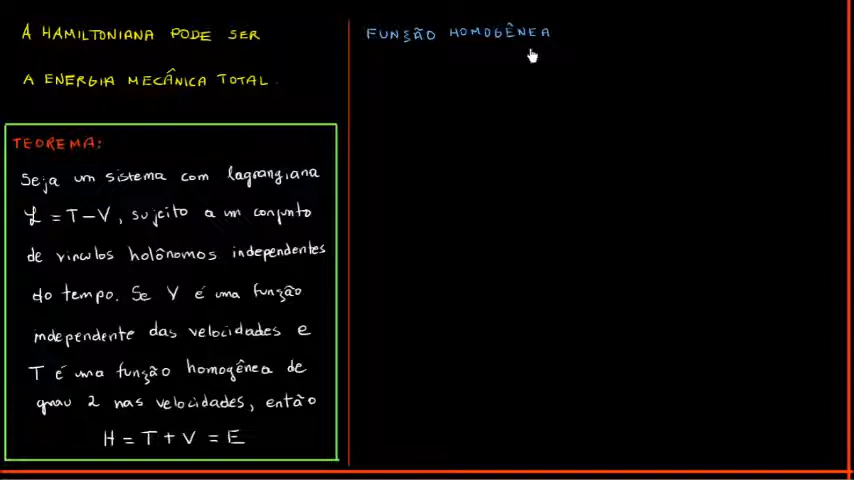 A HAMILTONIANA PODE SER
A ENERGIA MECÂNICA TOTAL.
TEOREMA:
Seja um sistema com lagrangiana
ℒ = T - V, sujeito a um conjunto
de vínculos holônomos independentes
do tempo. Se V é uma função
independente das velocidades e
T é uma função homogênea de
grau 2 nas velocidades, então
H = T + V = E
FUNÇÃO HOMOGÊNEA